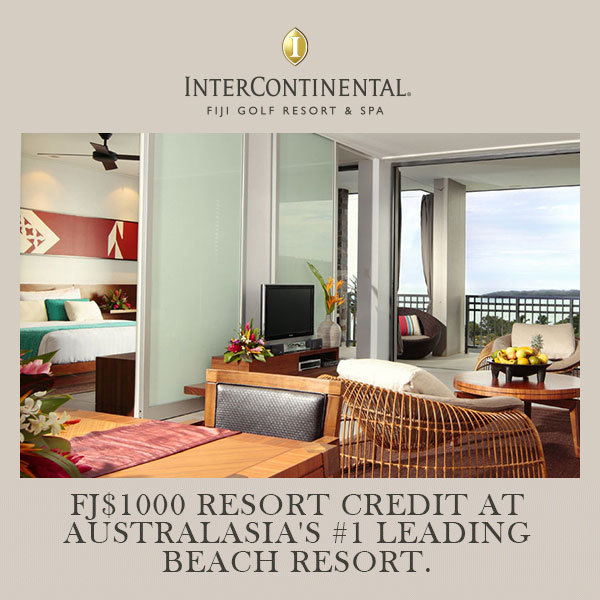 I
INTERCONTINENTAL®
FIJI GOLF RESORT & SPA
FJ$1000 RESORT CREDIT AT
AUSTRALASIA'S #1 LEADING
BEACH RESORT.